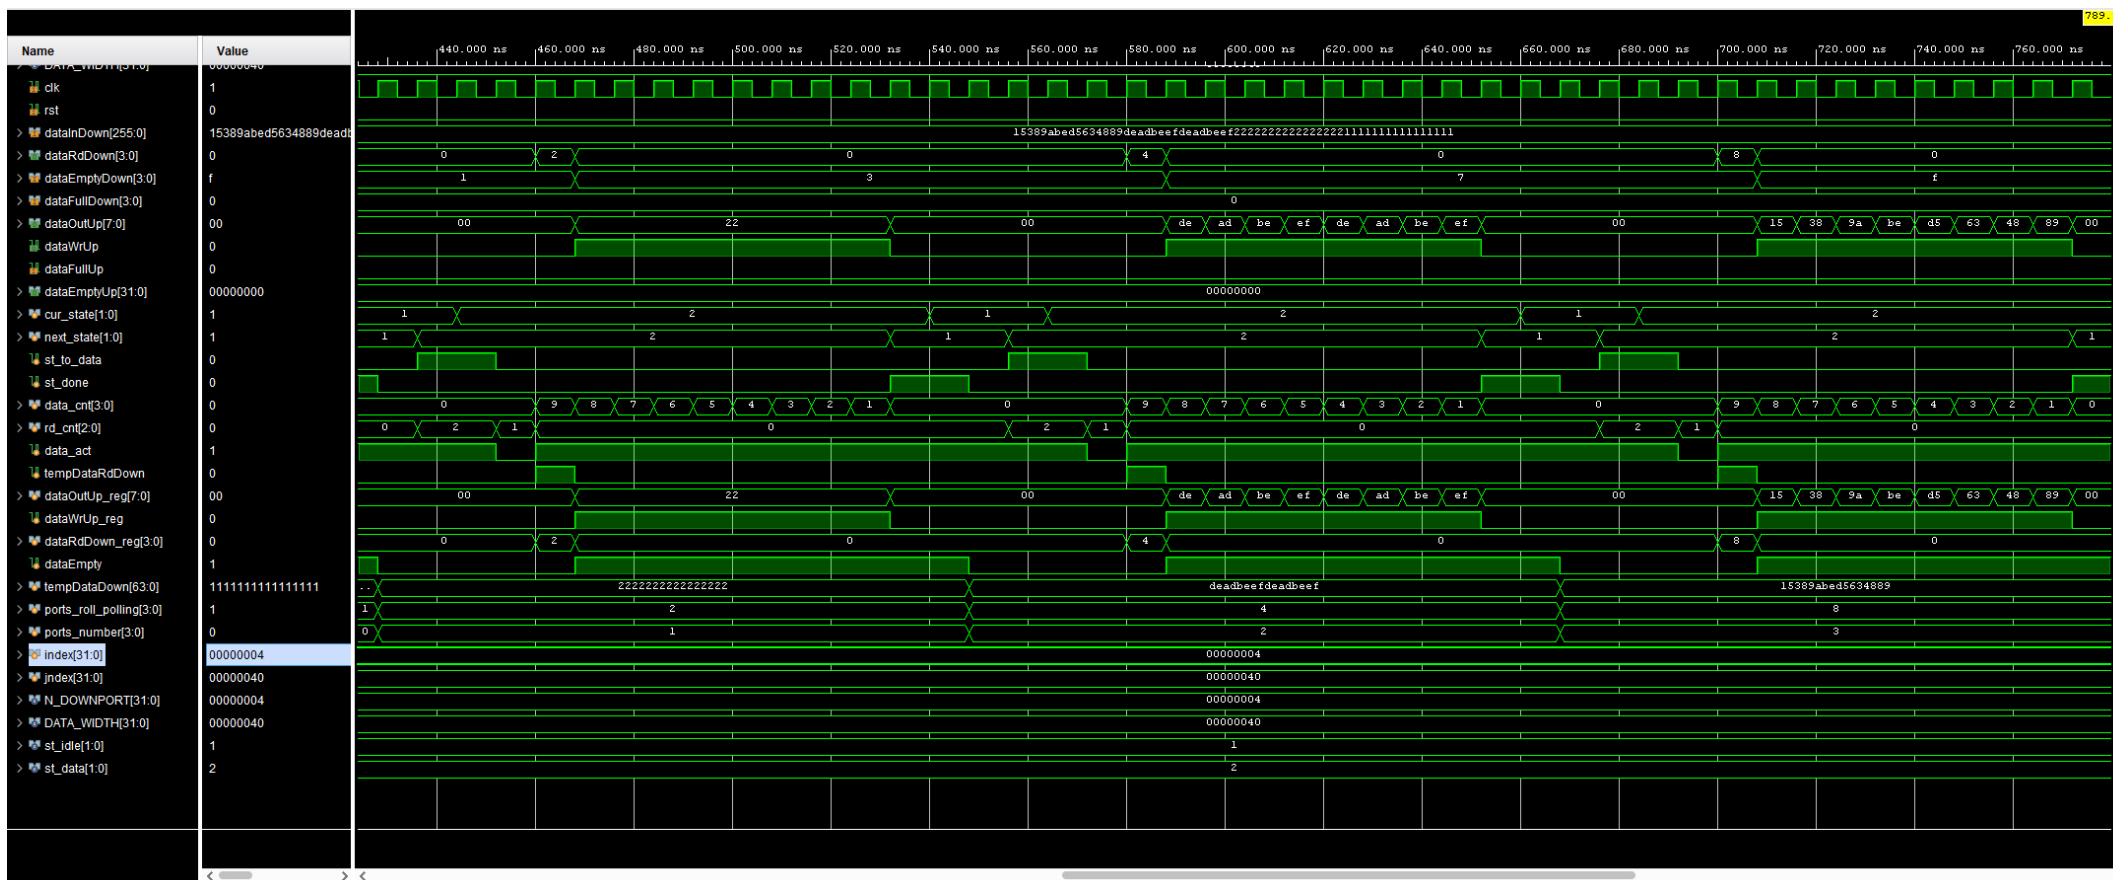 789.
Name Value
440.000 ns 460.000 ns 480.000 ns 500.000 ns 520.000 ns 540.000 ns 560.000 ns 580.000 ns 600.000 ns 620.000 ns 640.000 ns 660.000 ns 680.000 ns 700.000 ns 720.000 ns 740.000 ns 760.000 ns
DATA_WIDTH[31:0] 00000040
clk 1
rst 0
dataInDown[255:0] 15389abed5634889deadb 15389abed5634889deadbeefdeadbeef22222222222222221111111111111111
dataRdDown[3:0] 0 0 2 0 4 0 8 0
dataEmptyDown[3:0] f 1 3 7 f
dataFullDown[3:0] 0 0
dataOutUp[7:0] 00 00 22 00 de ad be ef de ad be ef 00 15 38 9a be d5 63 48 89 00
dataWrUp 0
dataFullUp 0
dataEmptyUp[31:0] 00000000 00000000
cur_state[1:0] 1 1 2 1 2 1 2
next_state[1:0] 1 1 2 1 2 1 2 1
st_to_data 0
st_done 0
data_cnt[3:0] 0 0 9 8 7 6 5 4 3 2 1 0 9 8 7 6 5 4 3 2 1 0 9 8 7 6 5 4 3 2 1 0
rd_cnt[2:0] 0 0 2 1 0 2 1 0 2 1 0
data_act 1
tempDataRdDown 0
dataOutUp_reg[7:0] 00 00 22 00 de ad be ef de ad be ef 00 15 38 9a be d5 63 48 89 00
dataWrUp_reg 0
dataRdDown_reg[3:0] 0 0 2 0 4 0 8 0
dataEmpty 1
tempDataDown[63:0] 1111111111111111 .. 2222222222222222 deadbeefdeadbeef 15389abed5634889
ports_roll_polling[3:0] 1 1 2 4 8
ports_number[3:0] 0 0 1 2 3
index[31:0] 00000004 00000004
jndex[31:0] 00000040 00000040
N_DOWNPORT[31:0] 00000004 00000004
DATA_WIDTH[31:0] 00000040 00000040
st_idle[1:0] 1 1
st_data[1:0] 2 2